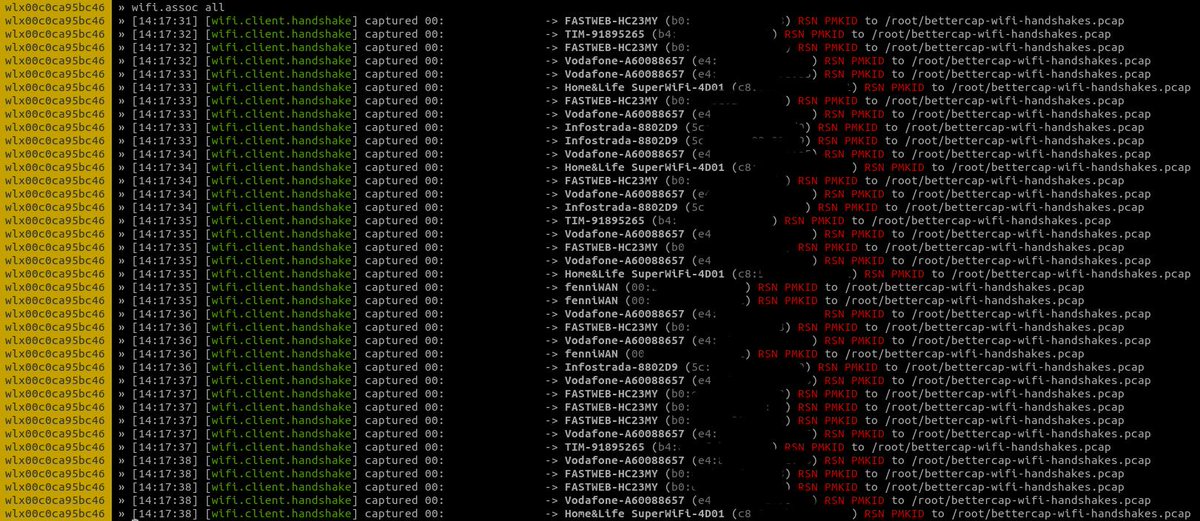 wlx00c0ca95bc46 » wifi.assoc all
wlx00c0ca95bc46 » [14:17:31] [wifi.client.handshake] captured 00: -> FASTWEB-HC23MY (b0: ) RSN PMKID to /root/bettercap-wifi-handshakes.pcap
wlx00c0ca95bc46 » [14:17:32] [wifi.client.handshake] captured 00: -> TIM-91895265 (b4: ) RSN PMKID to /root/bettercap-wifi-handshakes.pcap
wlx00c0ca95bc46 » [14:17:32] [wifi.client.handshake] captured 00: -> FASTWEB-HC23MY (b0: ) RSN PMKID to /root/bettercap-wifi-handshakes.pcap
wlx00c0ca95bc46 » [14:17:32] [wifi.client.handshake] captured 00: -> Vodafone-A60088657 (e4: ) RSN PMKID to /root/bettercap-wifi-handshakes.pcap
wlx00c0ca95bc46 » [14:17:33] [wifi.client.handshake] captured 00: -> Vodafone-A60088657 (e4: ) RSN PMKID to /root/bettercap-wifi-handshakes.pcap
wlx00c0ca95bc46 » [14:17:33] [wifi.client.handshake] captured 00: -> Home&Life SuperWiFi-4D01 (c8 ) RSN PMKID to /root/bettercap-wifi-handshakes.pcap
wlx00c0ca95bc46 » [14:17:33] [wifi.client.handshake] captured 00: -> FASTWEB-HC23MY (b0: ) RSN PMKID to /root/bettercap-wifi-handshakes.pcap
wlx00c0ca95bc46 » [14:17:33] [wifi.client.handshake] captured 00: -> Vodafone-A60088657 (e4 ) RSN PMKID to /root/bettercap-wifi-handshakes.pcap
wlx00c0ca95bc46 » [14:17:33] [wifi.client.handshake] captured 00: -> Infostrada-8802D9 (5c ) RSN PMKID to /root/bettercap-wifi-handshakes.pcap
wlx00c0ca95bc46 » [14:17:33] [wifi.client.handshake] captured 00: -> Infostrada-8802D9 (5c ) RSN PMKID to /root/bettercap-wifi-handshakes.pcap
wlx00c0ca95bc46 » [14:17:34] [wifi.client.handshake] captured 00: -> Vodafone-A60088657 (e4 ) RSN PMKID to /root/bettercap-wifi-handshakes.pcap
wlx00c0ca95bc46 » [14:17:34] [wifi.client.handshake] captured 00: -> Home&Life SuperWiFi-4D01 (c8 ) RSN PMKID to /root/bettercap-wifi-handshakes.pcap
wlx00c0ca95bc46 » [14:17:34] [wifi.client.handshake] captured 00: -> FASTWEB-HC23MY (b0: ) RSN PMKID to /root/bettercap-wifi-handshakes.pcap
wlx00c0ca95bc46 » [14:17:34] [wifi.client.handshake] captured 00: -> Vodafone-A60088657 (e ) RSN PMKID to /root/bettercap-wifi-handshakes.pcap
wlx00c0ca95bc46 » [14:17:34] [wifi.client.handshake] captured 00: -> Infostrada-8802D9 (5c ) RSN PMKID to /root/bettercap-wifi-handshakes.pcap
wlx00c0ca95bc46 » [14:17:35] [wifi.client.handshake] captured 00: -> TIM-91895265 (b4: ) RSN PMKID to /root/bettercap-wifi-handshakes.pcap
wlx00c0ca95bc46 » [14:17:35] [wifi.client.handshake] captured 00: -> Vodafone-A60088657 (e4 ) RSN PMKID to /root/bettercap-wifi-handshakes.pcap
wlx00c0ca95bc46 » [14:17:35] [wifi.client.handshake] captured 00: -> FASTWEB-HC23MY (b0 ) RSN PMKID to /root/bettercap-wifi-handshakes.pcap
wlx00c0ca95bc46 » [14:17:35] [wifi.client.handshake] captured 00: -> Vodafone-A60088657 (e4 ) RSN PMKID to /root/bettercap-wifi-handshakes.pcap
wlx00c0ca95bc46 » [14:17:35] [wifi.client.handshake] captured 00: -> Home&Life SuperWiFi-4D01 (c8: ) RSN PMKID to /root/bettercap-wifi-handshakes.pcap
wlx00c0ca95bc46 » [14:17:35] [wifi.client.handshake] captured 00: -> fenniWAN (00: ) RSN PMKID to /root/bettercap-wifi-handshakes.pcap
wlx00c0ca95bc46 » [14:17:35] [wifi.client.handshake] captured 00: -> fenniWAN (00: ) RSN PMKID to /root/bettercap-wifi-handshakes.pcap
wlx00c0ca95bc46 » [14:17:36] [wifi.client.handshake] captured 00: -> Vodafone-A60088657 (e4: RSN PMKID to /root/bettercap-wifi-handshakes.pcap
wlx00c0ca95bc46 » [14:17:36] [wifi.client.handshake] captured 00: -> FASTWEB-HC23MY (b0: ) RSN PMKID to /root/bettercap-wifi-handshakes.pcap
wlx00c0ca95bc46 » [14:17:36] [wifi.client.handshake] captured 00: -> Vodafone-A60088657 (e4: ) RSN PMKID to /root/bettercap-wifi-handshakes.pcap
wlx00c0ca95bc46 » [14:17:36] [wifi.client.handshake] captured 00: -> fenniWAN (00 ) RSN PMKID to /root/bettercap-wifi-handshakes.pcap
wlx00c0ca95bc46 » [14:17:36] [wifi.client.handshake] captured 00: -> Infostrada-8802D9 (5c: ) RSN PMKID to /root/bettercap-wifi-handshakes.pcap
wlx00c0ca95bc46 » [14:17:37] [wifi.client.handshake] captured 00: -> Vodafone-A60088657 (e4 ) RSN PMKID to /root/bettercap-wifi-handshakes.pcap
wlx00c0ca95bc46 » [14:17:37] [wifi.client.handshake] captured 00: -> FASTWEB-HC23MY (b0: ) RSN PMKID to /root/bettercap-wifi-handshakes.pcap
wlx00c0ca95bc46 » [14:17:37] [wifi.client.handshake] captured 00: -> FASTWEB-HC23MY (b0: ) RSN PMKID to /root/bettercap-wifi-handshakes.pcap
wlx00c0ca95bc46 » [14:17:37] [wifi.client.handshake] captured 00: -> FASTWEB-HC23MY (b0: ) RSN PMKID to /root/bettercap-wifi-handshakes.pcap
wlx00c0ca95bc46 » [14:17:37] [wifi.client.handshake] captured 00: -> Vodafone-A60088657 (e4: ) RSN PMKID to /root/bettercap-wifi-handshakes.pcap
wlx00c0ca95bc46 » [14:17:37] [wifi.client.handshake] captured 00: -> TIM-91895265 (b4: ) RSN PMKID to /root/bettercap-wifi-handshakes.pcap
wlx00c0ca95bc46 » [14:17:38] [wifi.client.handshake] captured 00: -> Vodafone-A60088657 (e4: ) RSN PMKID to /root/bettercap-wifi-handshakes.pcap
wlx00c0ca95bc46 » [14:17:38] [wifi.client.handshake] captured 00: -> FASTWEB-HC23MY (b0: ) RSN PMKID to /root/bettercap-wifi-handshakes.pcap
wlx00c0ca95bc46 » [14:17:38] [wifi.client.handshake] captured 00: -> FASTWEB-HC23MY (b0: ) RSN PMKID to /root/bettercap-wifi-handshakes.pcap
wlx00c0ca95bc46 » [14:17:38] [wifi.client.handshake] captured 00: -> Vodafone-A60088657 (e4 ) RSN PMKID to /root/bettercap-wifi-handshakes.pcap
wlx00c0ca95bc46 » [14:17:38] [wifi.client.handshake] captured 00: -> Home&Life SuperWiFi-4D01 (c8 ) RSN PMKID to /root/bettercap-wifi-handshakes.pcap